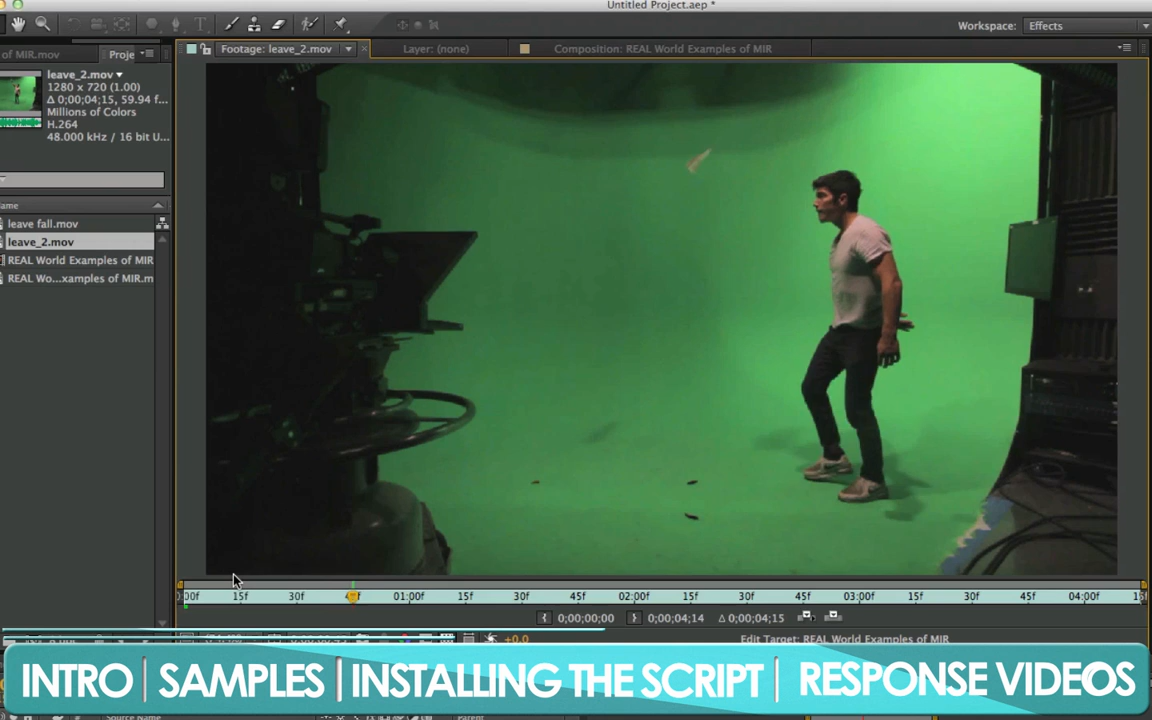 Untitled Project.aep *
Workspace: Effects
of MIR.mov
Proje
Footage: leave_2.mov
Layer: (none)
Composition: REAL World Examples of MIR
leave_2.mov
1280 x 720 (1.00)
Δ 0;00;04;15, 59.94 f...
Millions of Colors
H.264
48.000 kHz / 16 bit U...
ame
leave fall.mov
leave_2.mov
REAL World Examples of MIR
REAL Wo...xamples of MIR.m
00f 15f 30f 01:00f 15f 30f 45f 02:00f 15f 30f 45f 03:00f 15f 30f 45f 04:00f
0;00;00;00 0;00;04;14 Δ 0;00;04;15
+0.0
Edit Target: REAL World Examples of MIR
INTRO | SAMPLES | INSTALLING THE SCRIPT | RESPONSE VIDEOS
Source Name
Parent